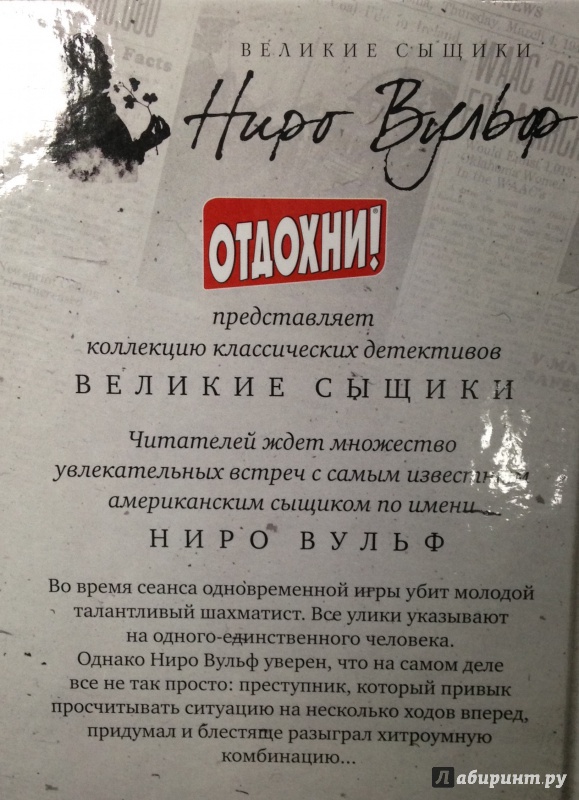 ВЕЛИКИЕ СЫЩИКИ
Ниро Вульф
ОТДОХНИ!
представляет
коллекцию классических детективов
ВЕЛИКИЕ СЫЩИКИ
Читателей ждет множество
увлекательных встреч с самым известным
американским сыщиком по имени
НИРО ВУЛЬФ
Во время сеанса одновременной игры убит молодой
талантливый шахматист. Все улики указывают
на одного-единственного человека.
Однако Ниро Вульф уверен, что на самом деле
все не так просто: преступник, который привык
просчитывать ситуацию на несколько ходов вперед,
придумал и блестяще разыграл хитроумную
комбинацию...
Лабиринт.ру